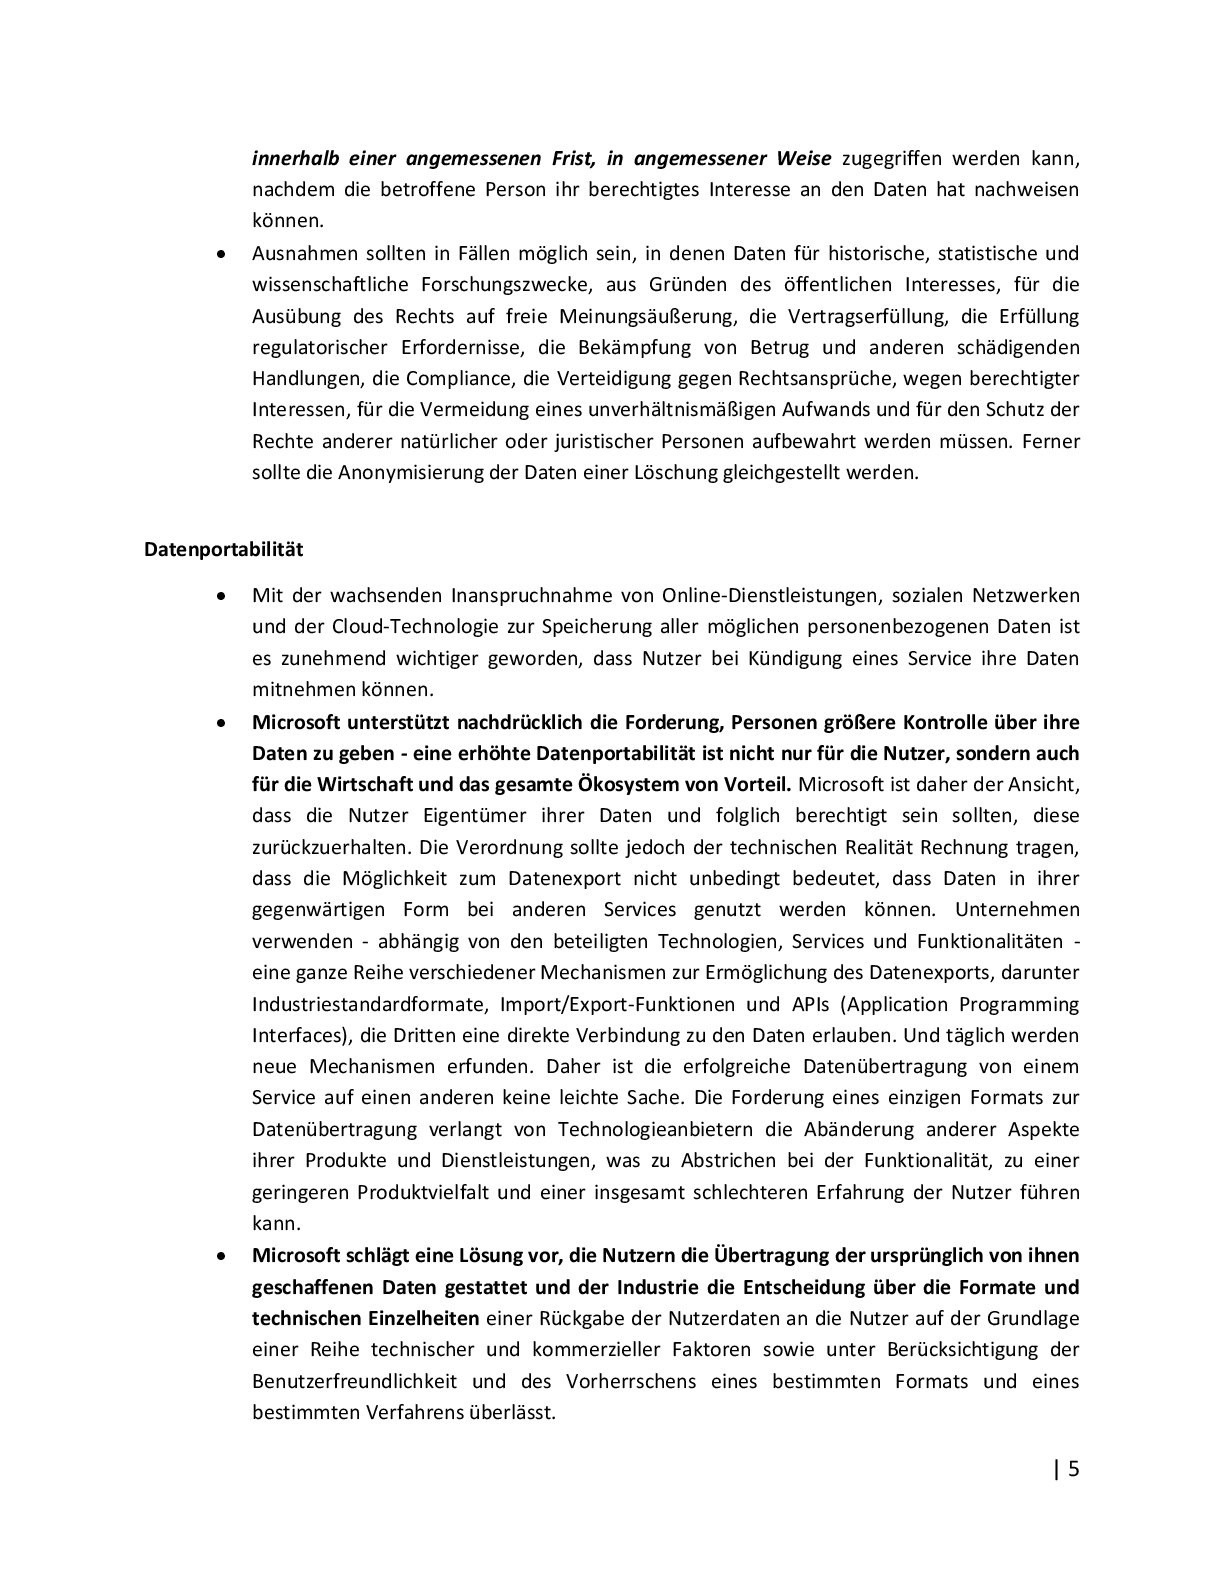 innerhalb einer angemessenen Frist, in angemessener Weise zugegriffen werden kann,
nachdem die betroffene Person ihr berechtigtes Interesse an den Daten hat nachweisen
können.
• Ausnahmen sollten in Fällen möglich sein, in denen Daten für historische, statistische und
wissenschaftliche Forschungszwecke, aus Gründen des öffentlichen Interesses, für die
Ausübung des Rechts auf freie Meinungsäußerung, die Vertragserfüllung, die Erfüllung
regulatorischer Erfordernisse, die Bekämpfung von Betrug und anderen schädigenden
Handlungen, die Compliance, die Verteidigung gegen Rechtsansprüche, wegen berechtigter
Interessen, für die Vermeidung eines unverhältnismäßigen Aufwands und für den Schutz der
Rechte anderer natürlicher oder juristischer Personen aufbewahrt werden müssen. Ferner
sollte die Anonymisierung der Daten einer Löschung gleichgestellt werden.
Datenportabilität
• Mit der wachsenden Inanspruchnahme von Online-Dienstleistungen, sozialen Netzwerken
und der Cloud-Technologie zur Speicherung aller möglichen personenbezogenen Daten ist
es zunehmend wichtiger geworden, dass Nutzer bei Kündigung eines Service ihre Daten
mitnehmen können.
• Microsoft unterstützt nachdrücklich die Forderung, Personen größere Kontrolle über ihre
Daten zu geben - eine erhöhte Datenportabilität ist nicht nur für die Nutzer, sondern auch
für die Wirtschaft und das gesamte Ökosystem von Vorteil. Microsoft ist daher der Ansicht,
dass die Nutzer Eigentümer ihrer Daten und folglich berechtigt sein sollten, diese
zurückzuerhalten. Die Verordnung sollte jedoch der technischen Realität Rechnung tragen,
dass die Möglichkeit zum Datenexport nicht unbedingt bedeutet, dass Daten in ihrer
gegenwärtigen Form bei anderen Services genutzt werden können. Unternehmen
verwenden - abhängig von den beteiligten Technologien, Services und Funktionalitäten -
eine ganze Reihe verschiedener Mechanismen zur Ermöglichung des Datenexports, darunter
Industriestandardformate, Import/Export-Funktionen und APIs (Application Programming
Interfaces), die Dritten eine direkte Verbindung zu den Daten erlauben. Und täglich werden
neue Mechanismen erfunden. Daher ist die erfolgreiche Datenübertragung von einem
Service auf einen anderen keine leichte Sache. Die Forderung eines einzigen Formats zur
Datenübertragung verlangt von Technologieanbietern die Abänderung anderer Aspekte
ihrer Produkte und Dienstleistungen, was zu Abstrichen bei der Funktionalität, zu einer
geringeren Produktvielfalt und einer insgesamt schlechteren Erfahrung der Nutzer führen
kann.
• Microsoft schlägt eine Lösung vor, die Nutzern die Übertragung der ursprünglich von ihnen
geschaffenen Daten gestattet und der Industrie die Entscheidung über die Formate und
technischen Einzelheiten einer Rückgabe der Nutzerdaten an die Nutzer auf der Grundlage
einer Reihe technischer und kommerzieller Faktoren sowie unter Berücksichtigung der
Benutzerfreundlichkeit und des Vorherrschens eines bestimmten Formats und eines
bestimmten Verfahrens überlässt.
| 5